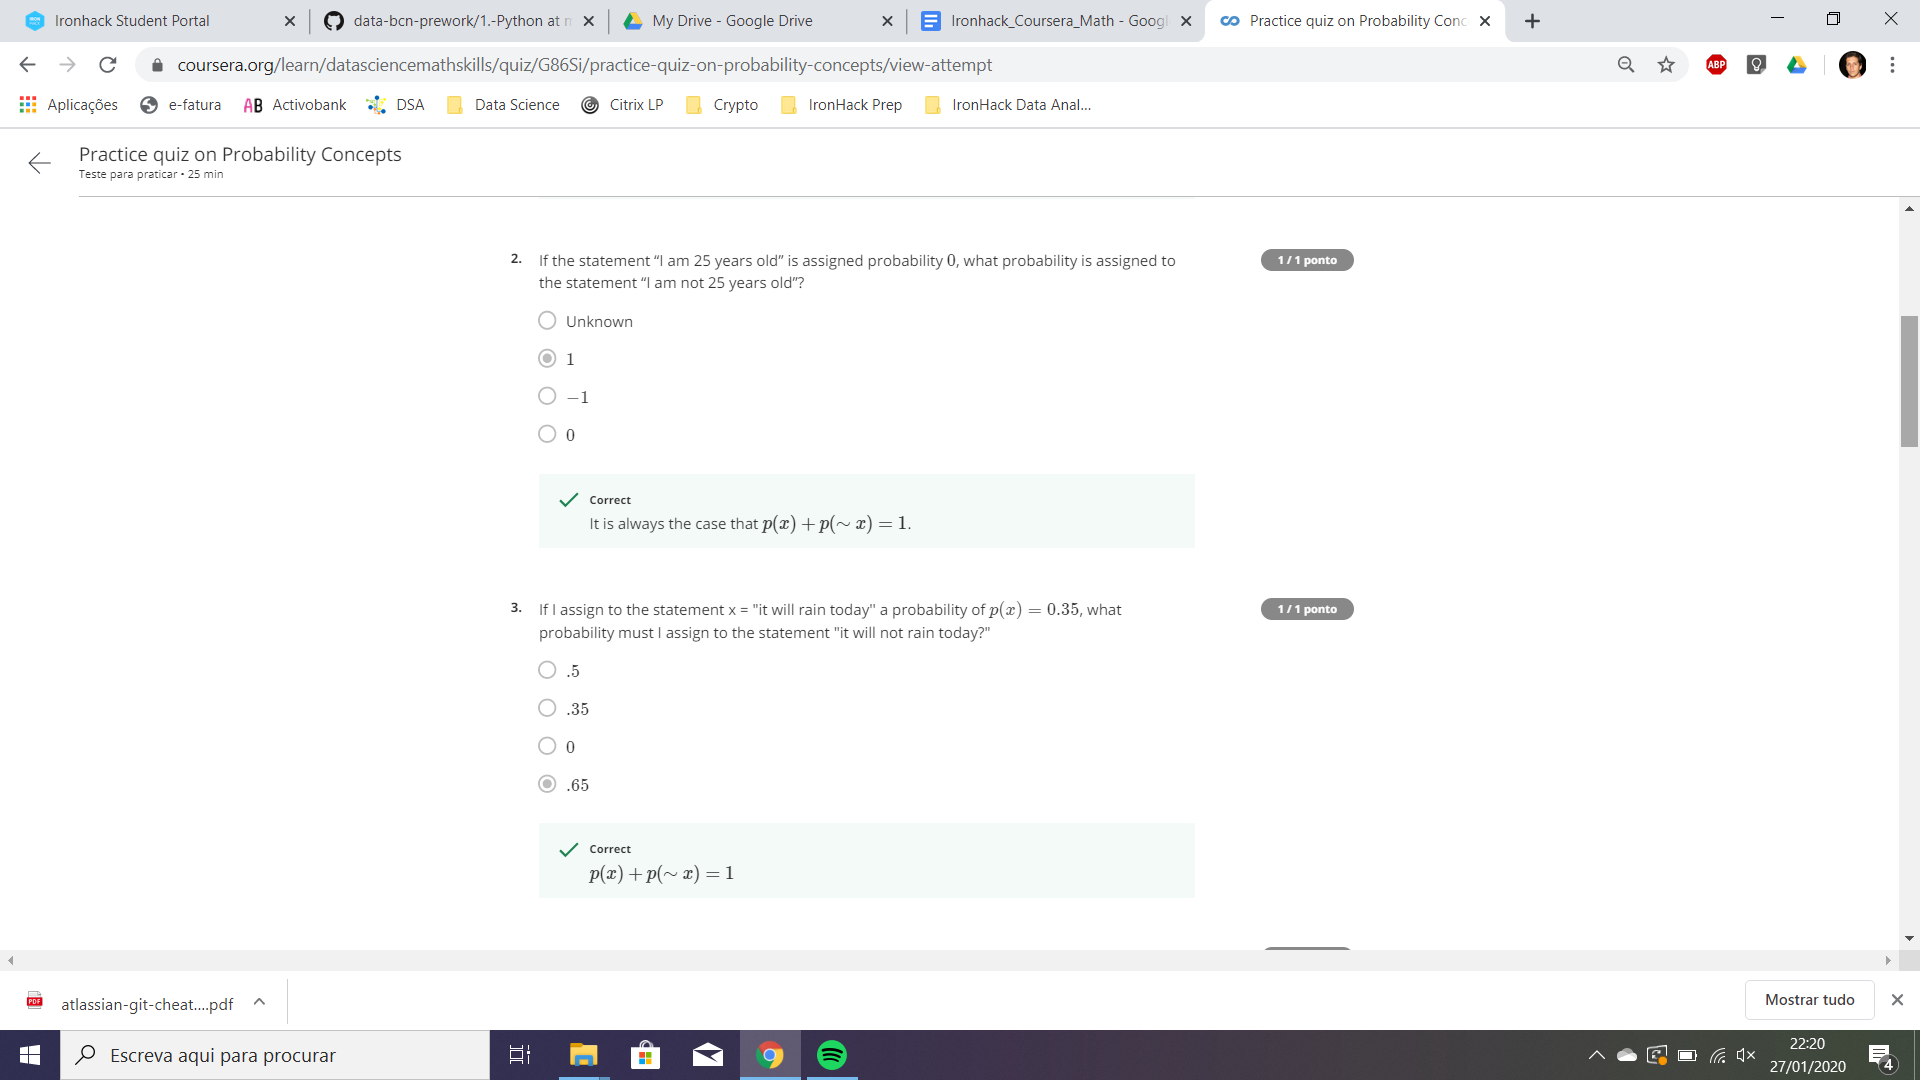 Ironhack Student Portal
data-bcn-prework/1.-Python at m
My Drive - Google Drive
Ironhack_Coursera_Math - Googl
Practice quiz on Probability Conc
coursera.org/learn/datasciencemathskills/quiz/G86Si/practice-quiz-on-probability-concepts/view-attempt
ABP
Aplicações
e-fatura
AB Activobank
DSA
Data Science
Citrix LP
Crypto
IronHack Prep
IronHack Data Anal...
Practice quiz on Probability Concepts
Teste para praticar • 25 min
2. If the statement “I am 25 years old” is assigned probability 0, what probability is assigned to
the statement “I am not 25 years old”?
1 / 1 ponto
Unknown
1
−1
0
Correct
It is always the case that p(x) + p(∼ x) = 1.
3. If I assign to the statement x = "it will rain today" a probability of p(x) = 0.35, what
probability must I assign to the statement "it will not rain today?"
1 / 1 ponto
.5
.35
0
.65
Correct
p(x) + p(∼ x) = 1
PDF
atlassian-git-cheat....pdf
Mostrar tudo
Escreva aqui para procurar
22:20
27/01/2020
4